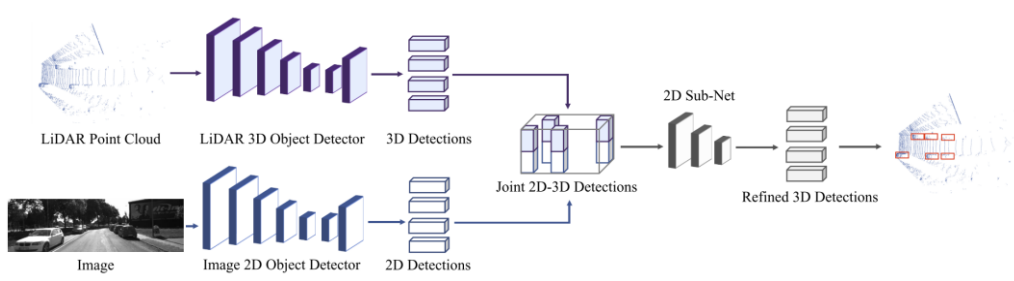 LiDAR Point Cloud
LiDAR 3D Object Detector
3D Detections
Joint 2D-3D Detections
2D Sub-Net
Refined 3D Detections
Image
Image 2D Object Detector
2D Detections